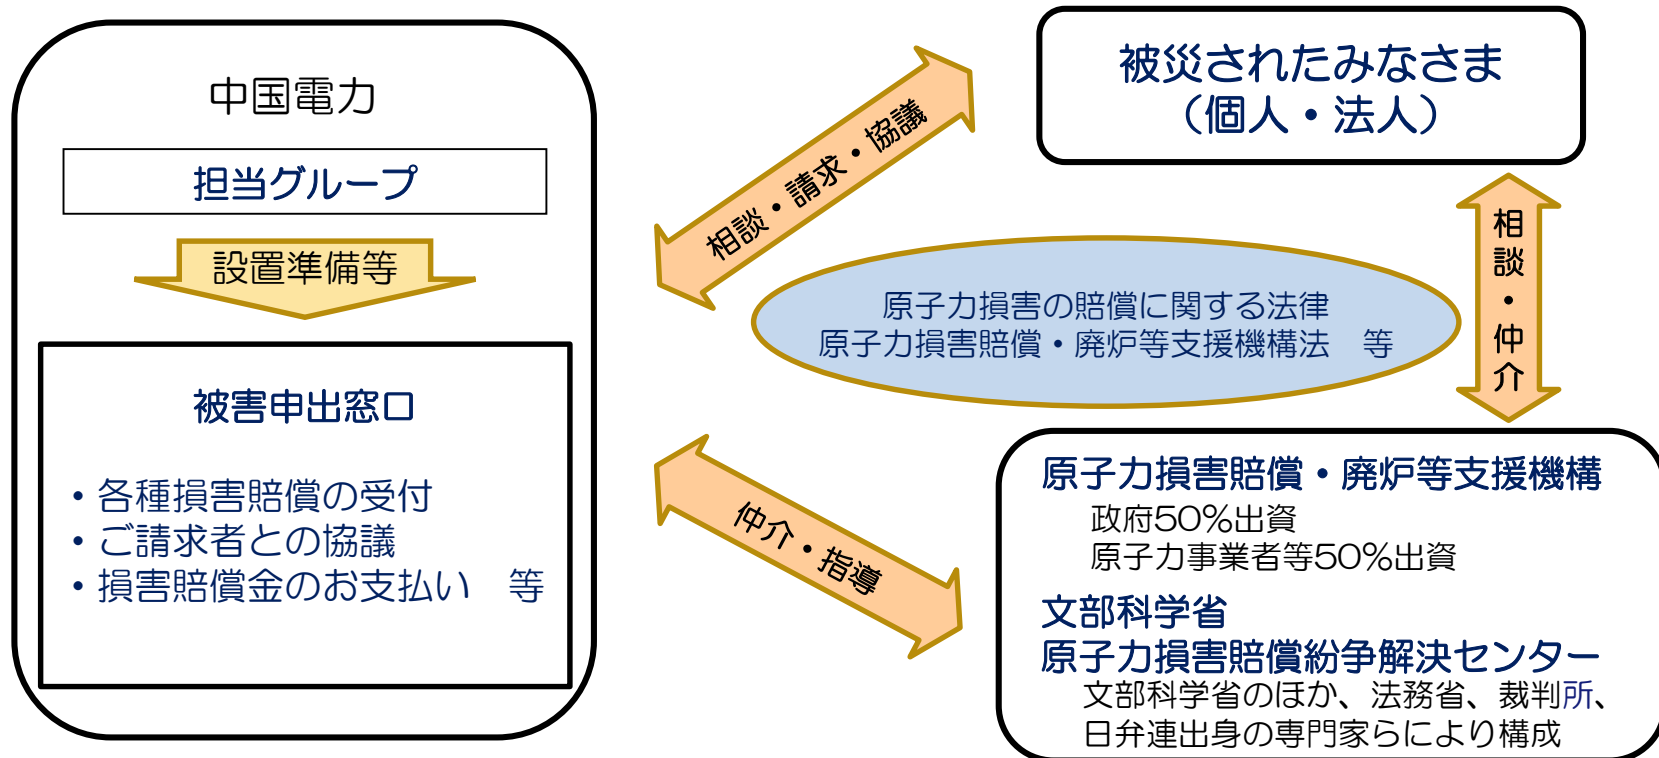 中国電力
担当グループ
設置準備等
被害申出窓口
・各種損害賠償の受付
・ご請求者との協議
・損害賠償金のお支払い　等
相談・請求・協議
被災されたみなさま
（個人・法人）
原子力損害の賠償に関する法律
原子力損害賠償・廃炉等支援機構法　等
相談・仲介
仲介・指導
原子力損害賠償・廃炉等支援機構
政府50％出資
原子力事業者等50％出資
文部科学省
原子力損害賠償紛争解決センター
文部科学省のほか、法務省、裁判所、
日弁連出身の専門家らにより構成